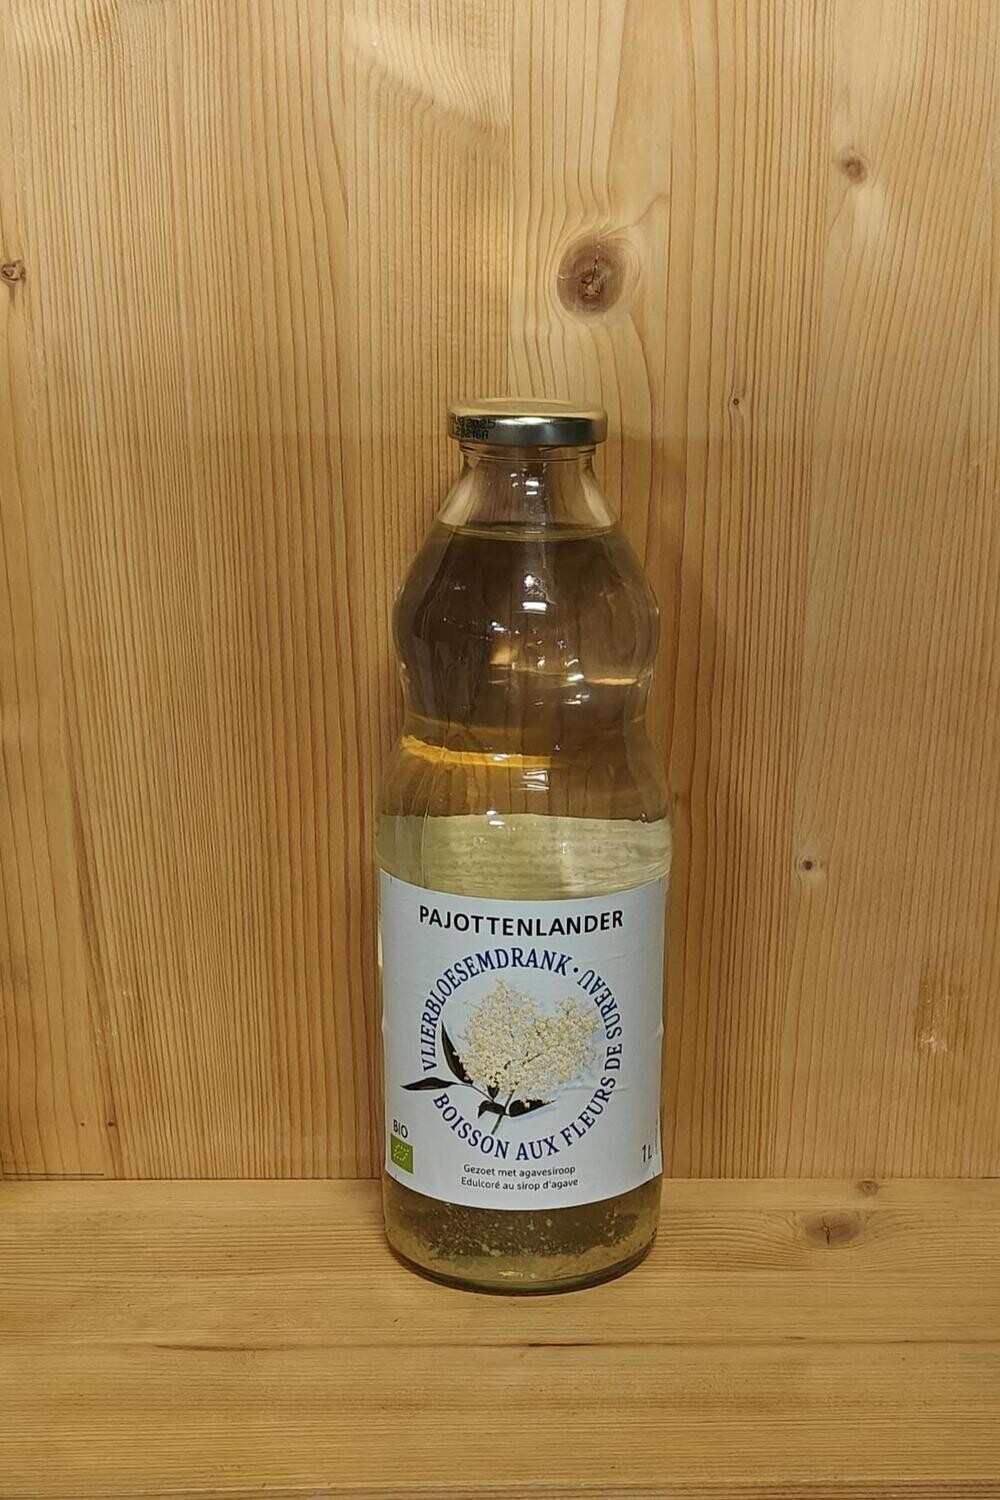 PAJOTTENLANDER
VLIERBLOESEMDRANK •
BOISSON AUX FLEURS DE SUREAU
BIO
1L
Gezoet met agavesiroop
Edulcoré au sirop d'agave